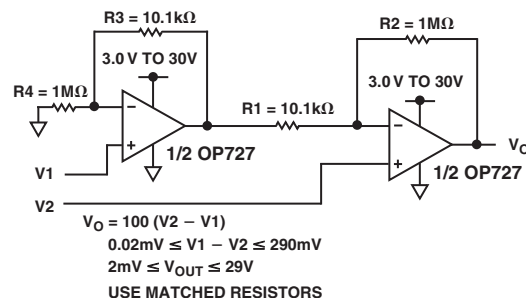 R3 = 10.1kΩ
R2 = 1MΩ
3.0 V TO 30V
3.0 V TO 30V
R4 = 1MΩ
R1 = 10.1kΩ
−
+
−
+
VO
V1
1/2 OP727
1/2 OP727
V2
VO = 100 (V2 − V1)
0.02mV ≤ V1 − V2 ≤ 290mV
2mV ≤ VOUT ≤ 29V
USE MATCHED RESISTORS